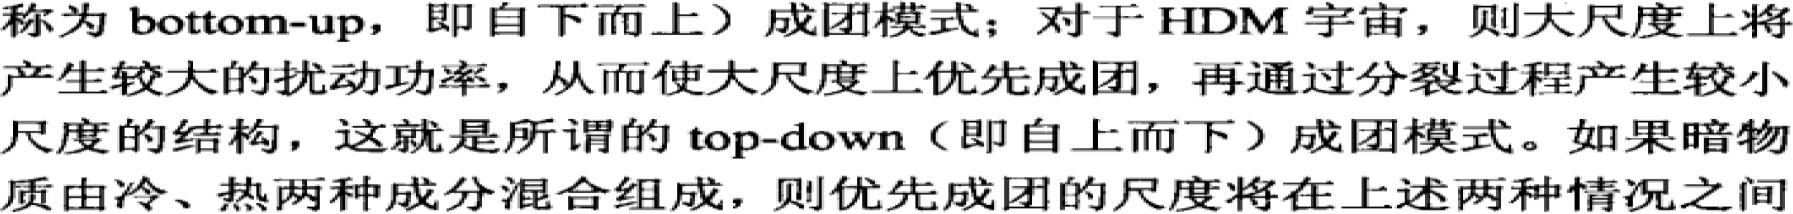 称为 bottom-up，即自下而上）成团模式；对于 HDM 宇宙，则大尺度上将
产生较大的扰动功率，从而使大尺度上优先成团，再通过分裂过程产生较小
尺度的结构，这就是所谓的 top-down（即自上而下）成团模式。如果暗物
质由冷、热两种成分混合组成，则优先成团的尺度将在上述两种情况之间